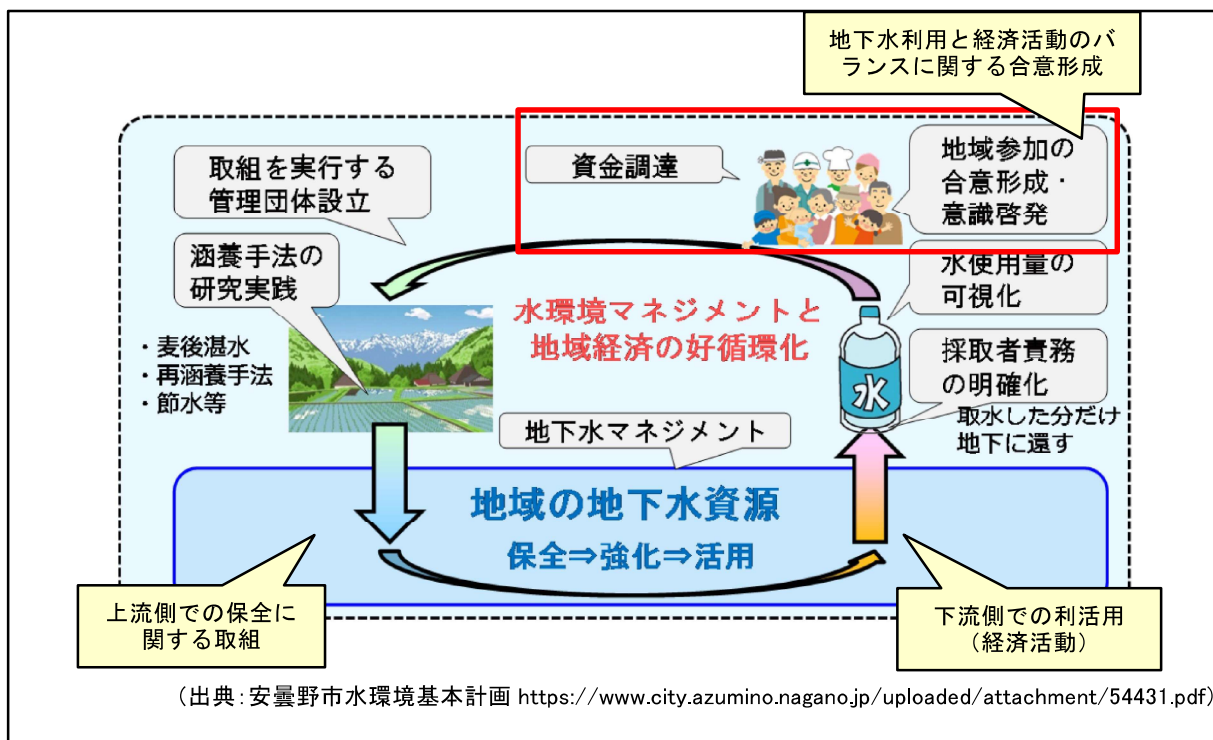 地下水利用と経済活動のバ
ランスに関する合意形成
取組を実行する
管理団体設立
資金調達
地域参加の
合意形成・
意識啓発
涵養手法の
研究実践
水使用量の
可視化
水環境マネジメントと
地域経済の好循環化
・麦後湛水
・再涵養手法
・節水等
採取者責務
の明確化
水
取水した分だけ
地下に還す
地下水マネジメント
地域の地下水資源
保全⇒強化⇒活用
上流側での保全に
関する取組
下流側での利活用
（経済活動）
（出典：安曇野市水環境基本計画 https://www.city.azumino.nagano.jp/uploaded/attachment/54431.pdf）